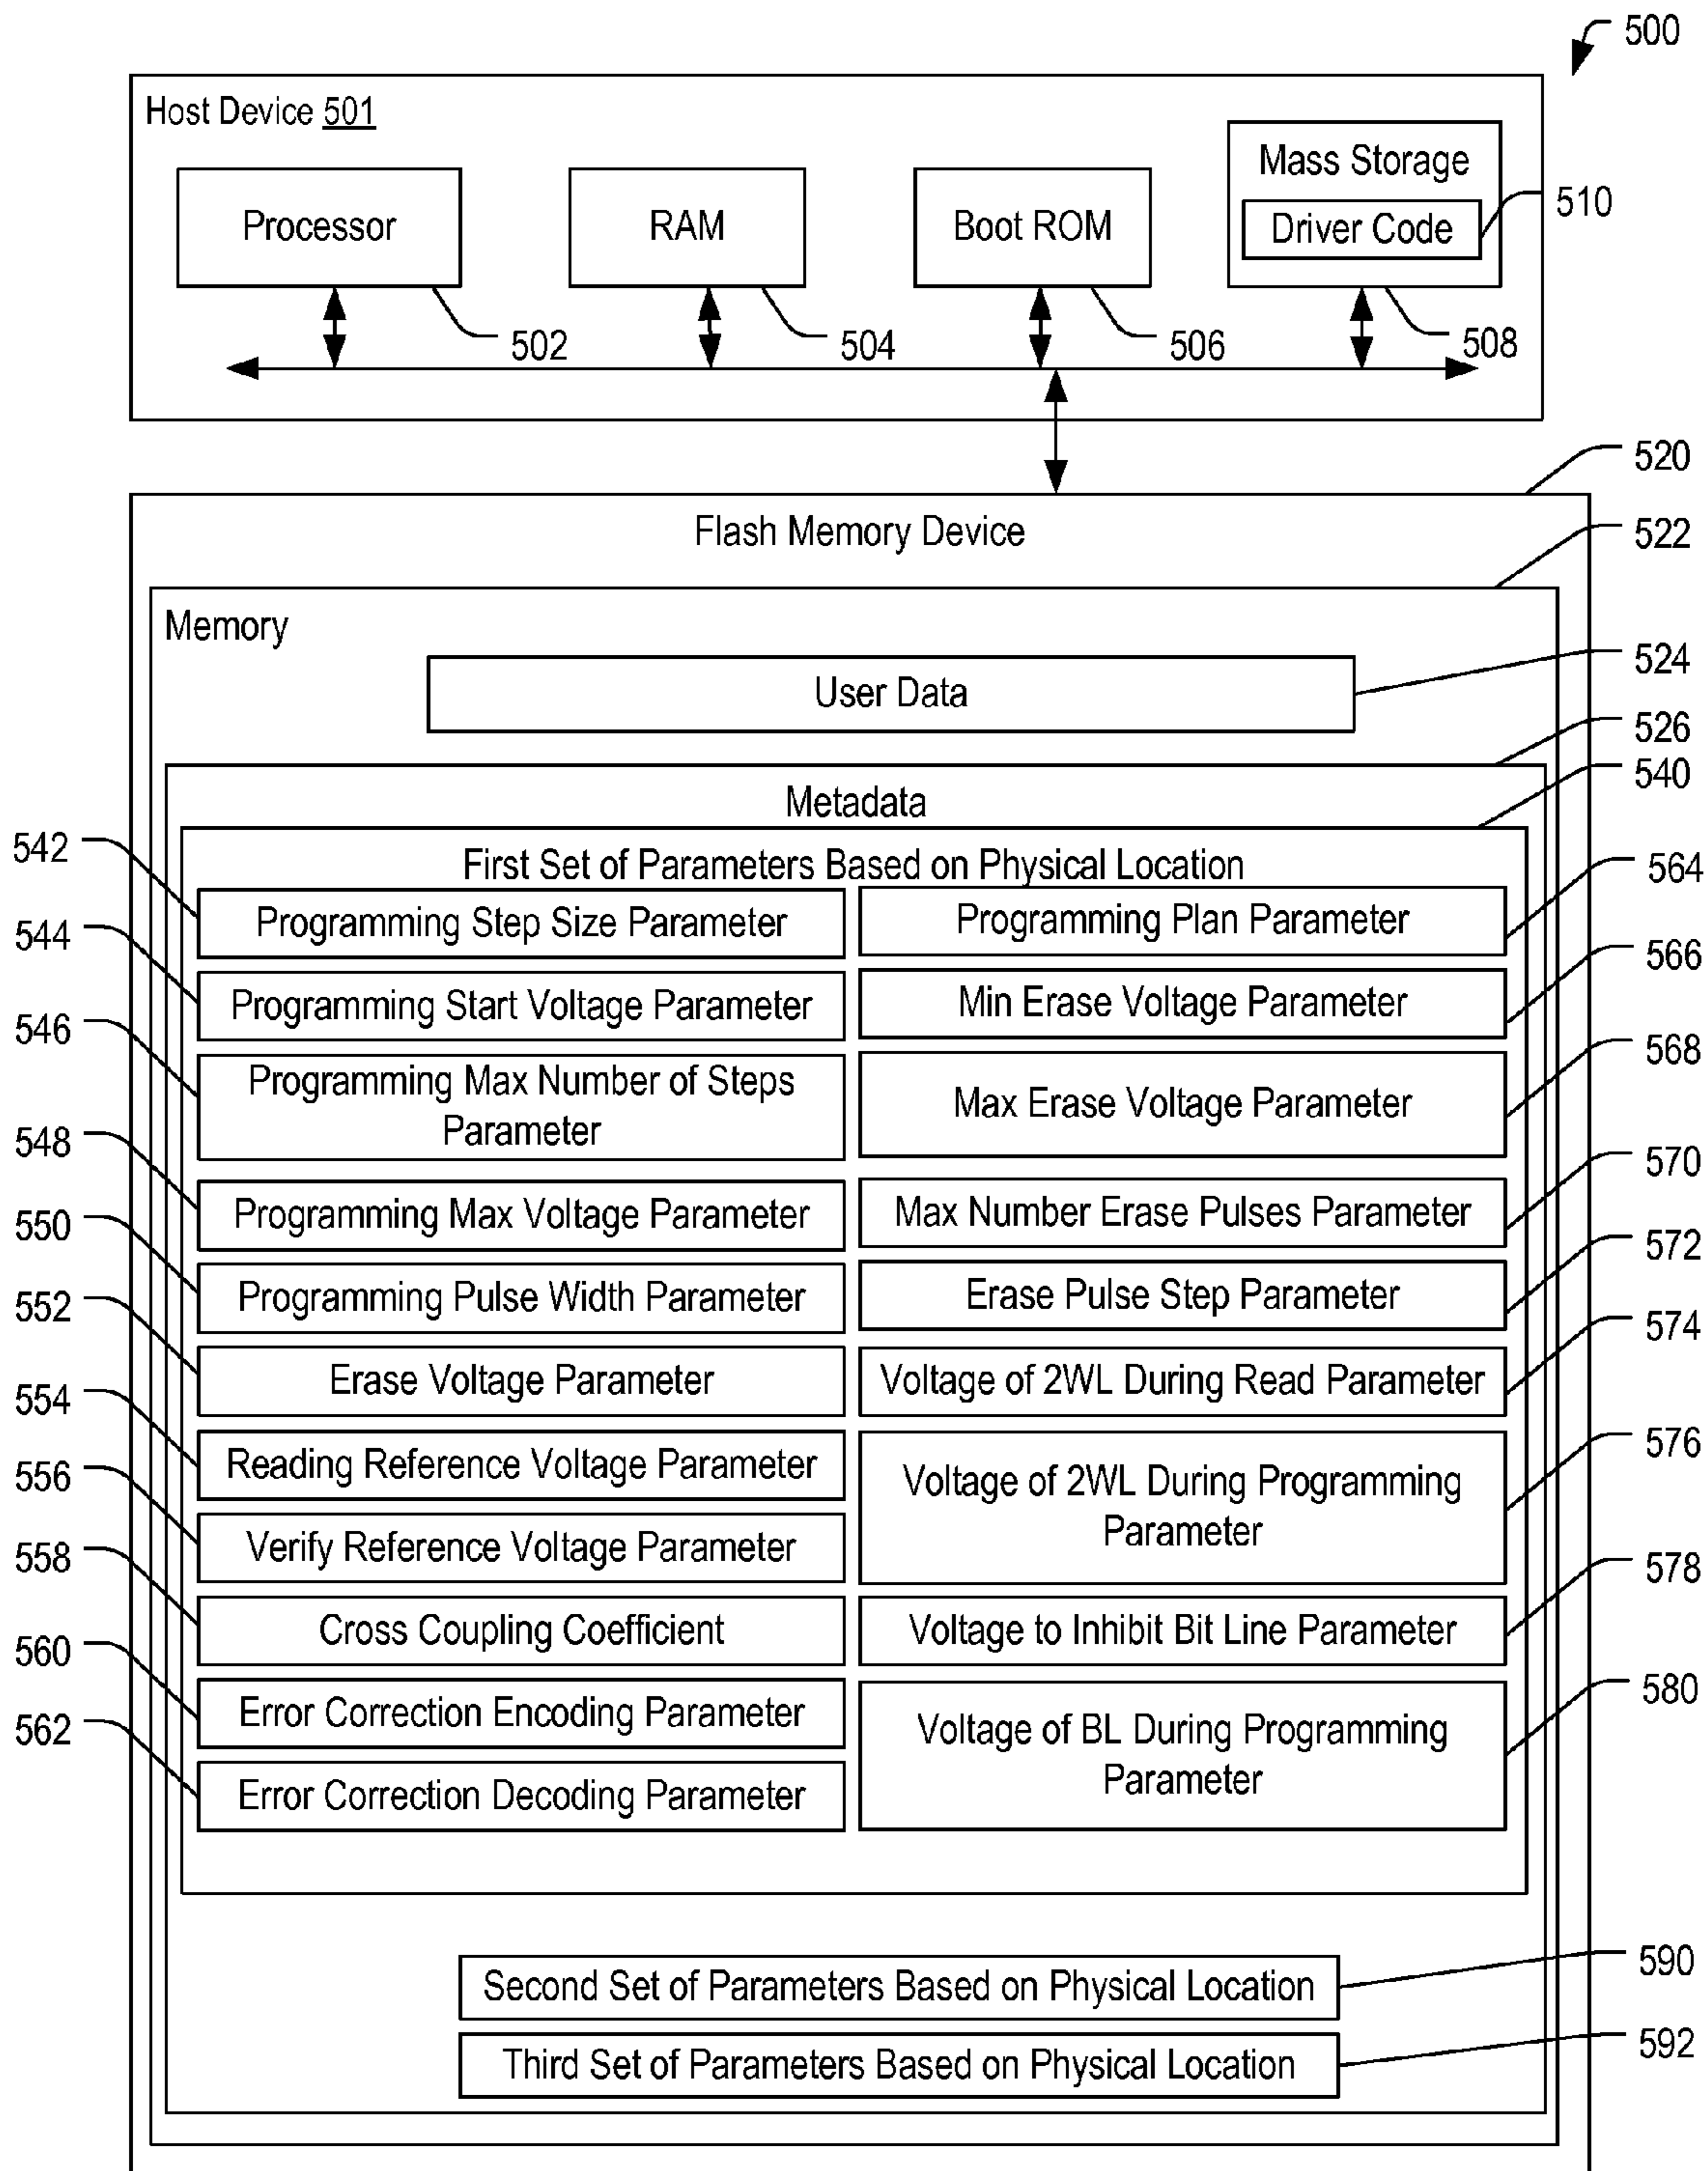 500
Host Device 501
Processor
RAM
Boot ROM
Mass Storage
Driver Code
510
502
504
506
508
520
Flash Memory Device
522
Memory
524
User Data
526
Metadata
540
First Set of Parameters Based on Physical Location
542
Programming Step Size Parameter
Programming Plan Parameter
564
544
Programming Start Voltage Parameter
Min Erase Voltage Parameter
566
546
Programming Max Number of Steps
Parameter
Max Erase Voltage Parameter
568
548
Programming Max Voltage Parameter
Max Number Erase Pulses Parameter
570
550
Programming Pulse Width Parameter
Erase Pulse Step Parameter
572
552
Erase Voltage Parameter
Voltage of 2WL During Read Parameter
574
554
Reading Reference Voltage Parameter
Voltage of 2WL During Programming
Parameter
576
556
Verify Reference Voltage Parameter
558
Cross Coupling Coefficient
Voltage to Inhibit Bit Line Parameter
578
560
Error Correction Encoding Parameter
Voltage of BL During Programming
Parameter
580
562
Error Correction Decoding Parameter
Second Set of Parameters Based on Physical Location
590
Third Set of Parameters Based on Physical Location
592